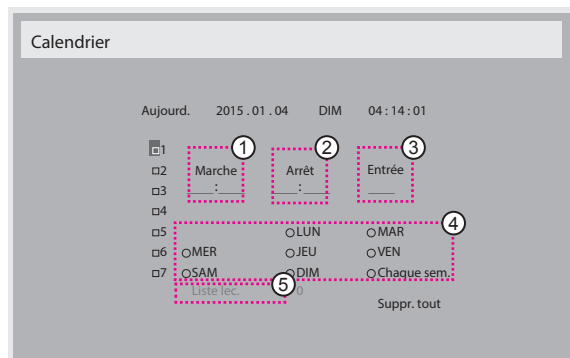 Calendrier
Aujourd. 2015 . 01 . 04 DIM 04 : 14 : 01
1 1 2 3
2 Marche Arrêt Entrée
3 __:__ __:__ __
4 4
5 LUN MAR
6 MER JEU VEN
7 SAM DIM Chaque sem.
5
Liste lec. 0
Suppr. tout